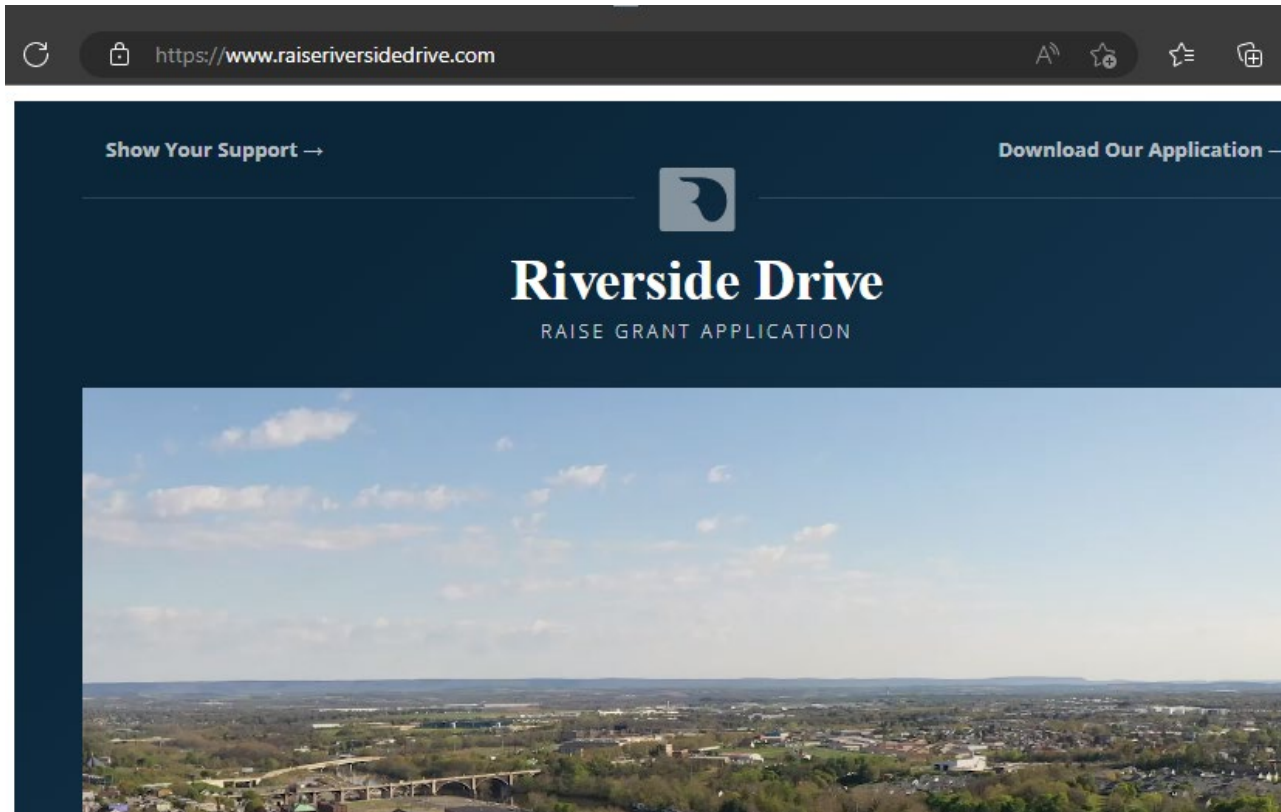 https://www.raiseriversidedrive.com
Show Your Support →
Download Our Application →
Riverside Drive
RAISE GRANT APPLICATION